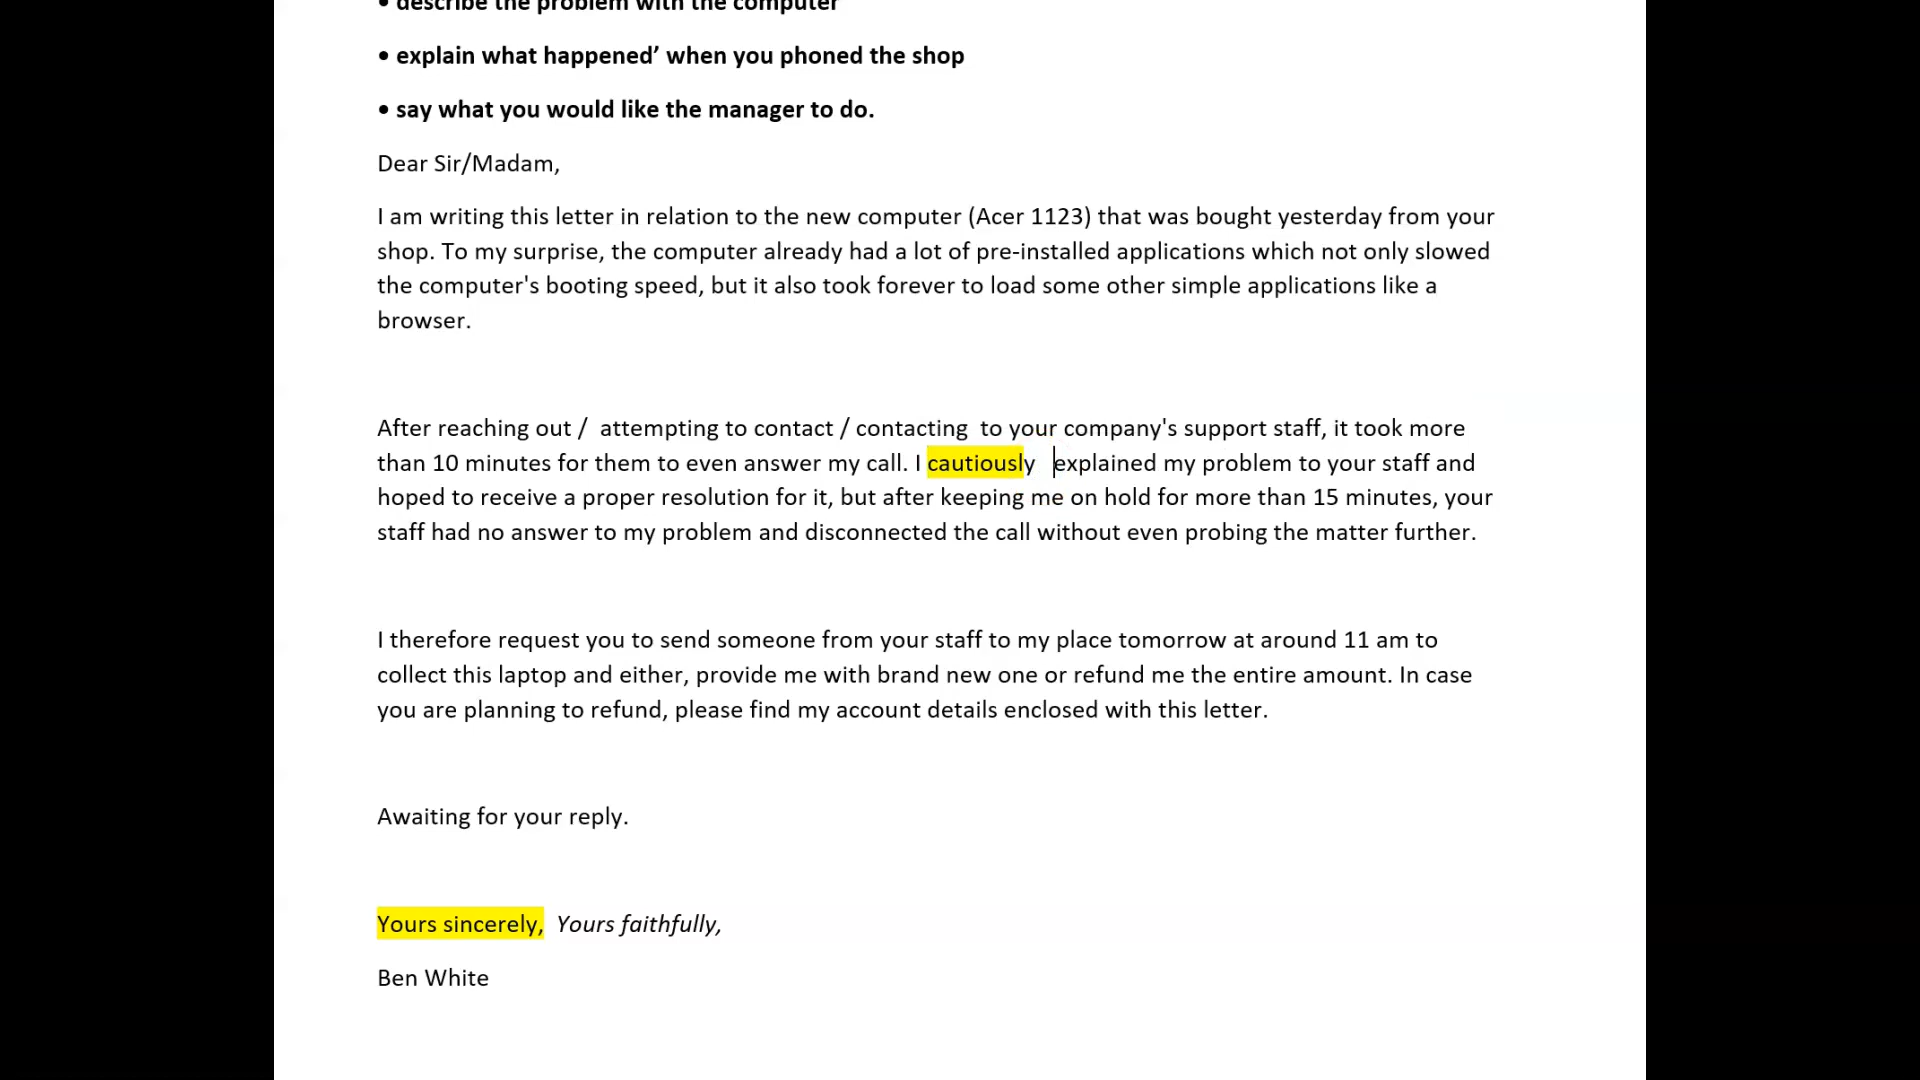 • describe the problem with the computer
• explain what happened’ when you phoned the shop
• say what you would like the manager to do.
Dear Sir/Madam,
I am writing this letter in relation to the new computer (Acer 1123) that was bought yesterday from your
shop. To my surprise, the computer already had a lot of pre-installed applications which not only slowed
the computer's booting speed, but it also took forever to load some other simple applications like a
browser.
After reaching out / attempting to contact / contacting to your company's support staff, it took more
than 10 minutes for them to even answer my call. I cautiously explained my problem to your staff and
hoped to receive a proper resolution for it, but after keeping me on hold for more than 15 minutes, your
staff had no answer to my problem and disconnected the call without even probing the matter further.
I therefore request you to send someone from your staff to my place tomorrow at around 11 am to
collect this laptop and either, provide me with brand new one or refund me the entire amount. In case
you are planning to refund, please find my account details enclosed with this letter.
Awaiting for your reply.
Yours sincerely, Yours faithfully,
Ben White